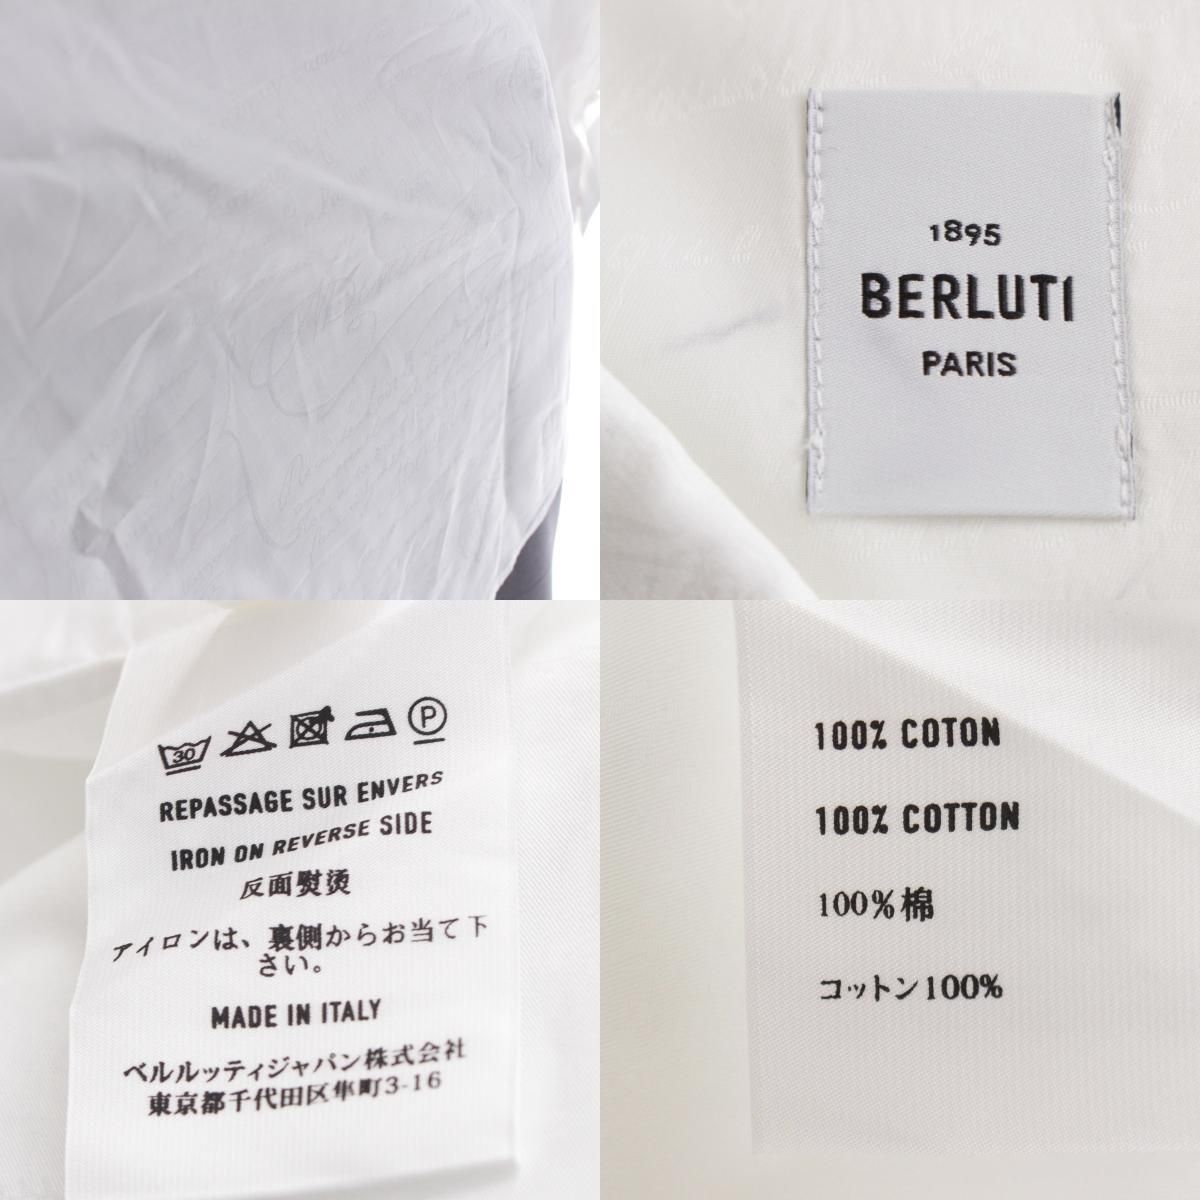 1895
BERLUTI
PARIS
30
P
REPASSAGE SUR ENVERS
IRON ON REVERSE SIDE
反面熨烫
アイロンは、裏側からお当て下
さい。
MADE IN ITALY
ベルルッティジャパン株式会社
東京都千代田区隼町3-16
100% COTON
100% COTTON
100%棉
コットン100%